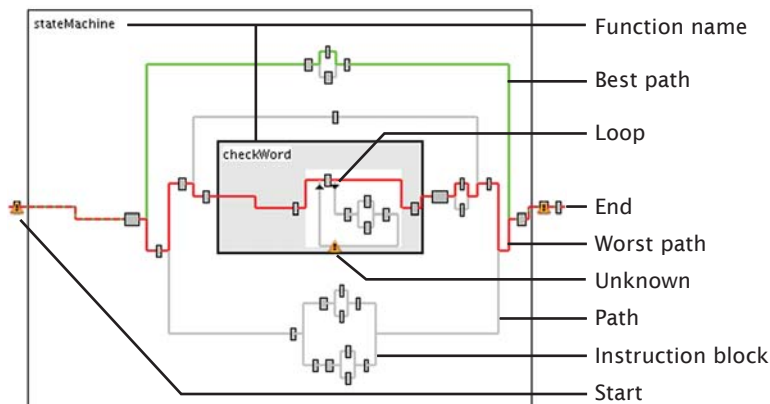 stateMachine
Function name
Best path
checkWord
Loop
End
Worst path
Unknown
Path
Instruction block
Start